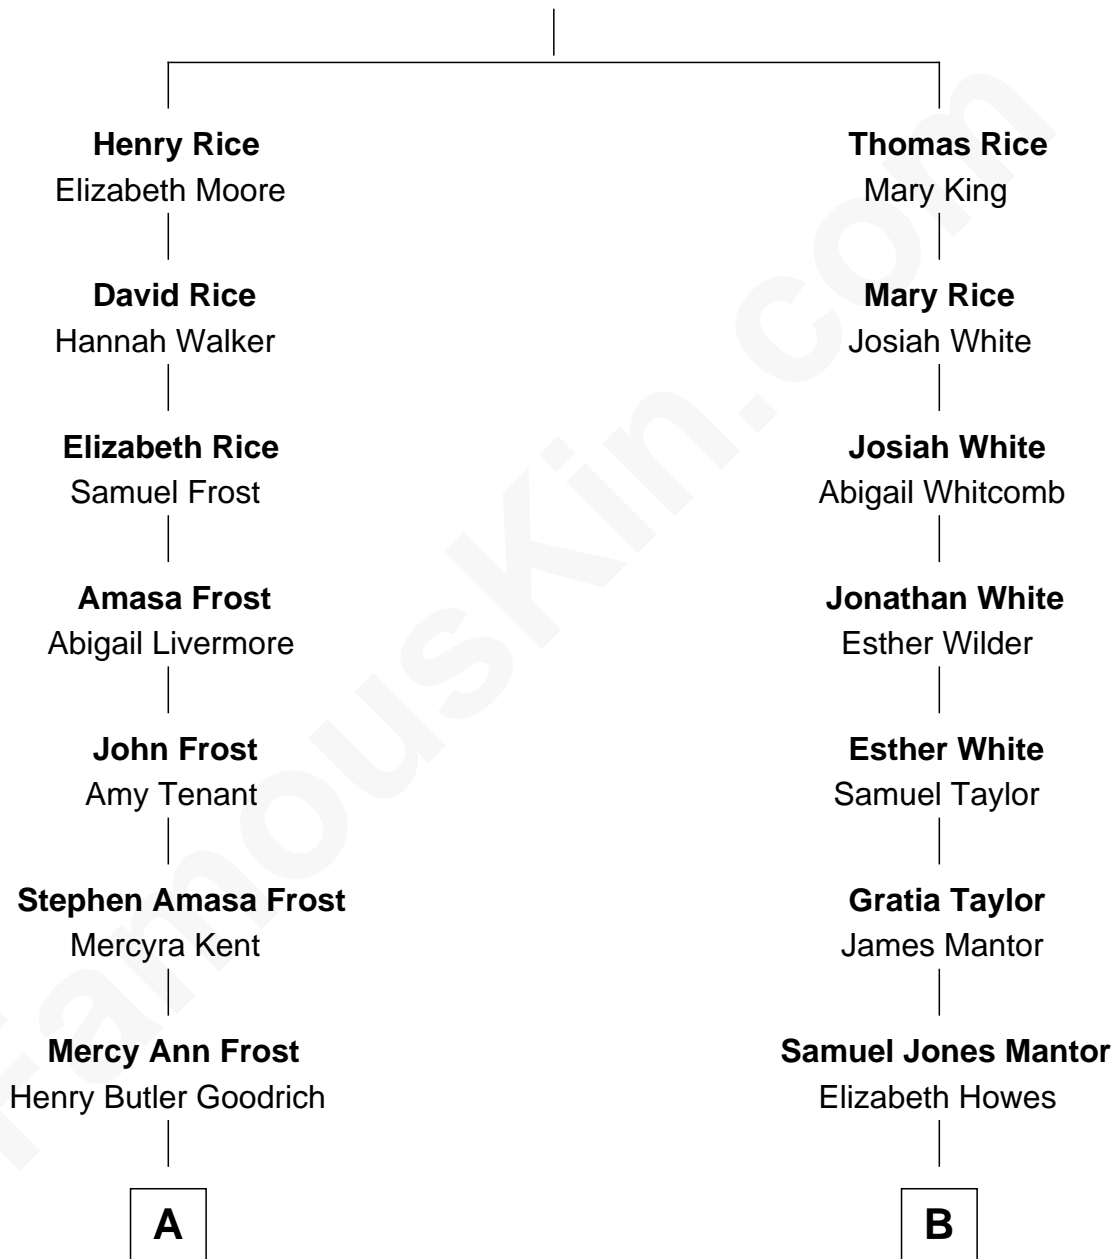 Henry Rice
Elizabeth Moore
David Rice
Hannah Walker
Elizabeth Rice
Samuel Frost
Amasa Frost
Abigail Livermore
John Frost
Amy Tenant
Stephen Amasa Frost
Mercyra Kent
Mercy Ann Frost
Henry Butler Goodrich
A
Thomas Rice
Mary King
Mary Rice
Josiah White
Josiah White
Abigail Whitcomb
Jonathan White
Esther Wilder
Esther White
Samuel Taylor
Gratia Taylor
James Mantor
Samuel Jones Mantor
Elizabeth Howes
B
FamousKin.com